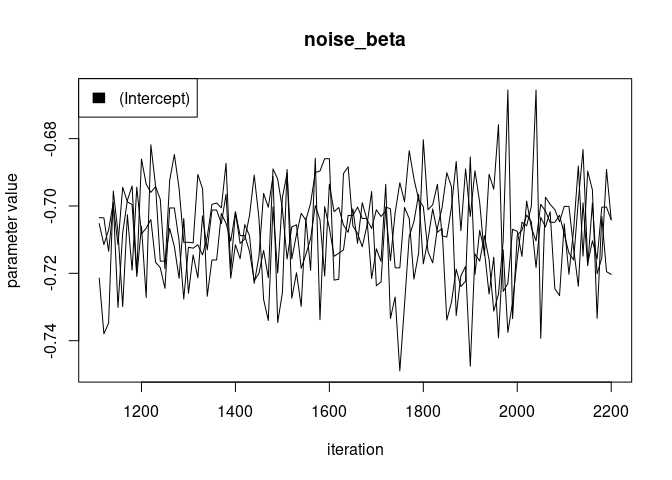 noise_beta
(Intercept)
parameter value
-0.68
-0.70
-0.72
-0.74
1200 1400 1600 1800 2000 2200
iteration